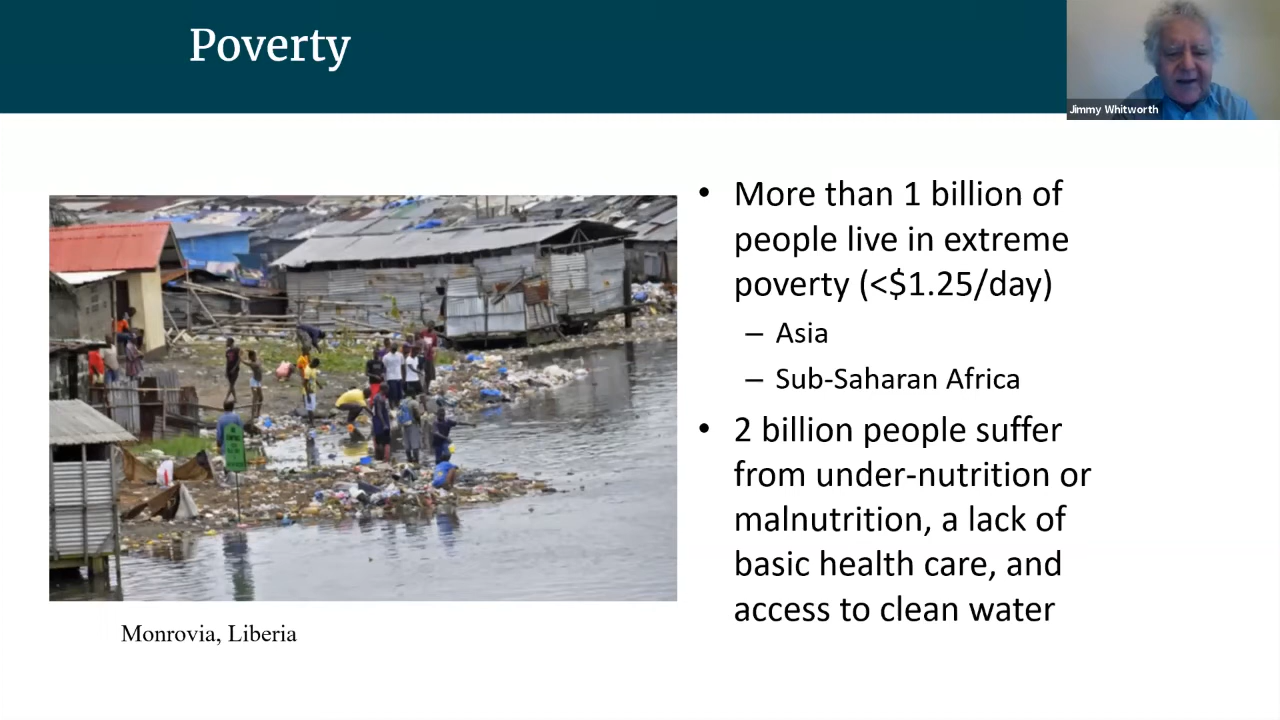 Poverty
Jimmy Whitworth
• More than 1 billion of
people live in extreme
poverty (<$1.25/day)
– Asia
– Sub-Saharan Africa
• 2 billion people suffer
from under-nutrition or
malnutrition, a lack of
basic health care, and
access to clean water
Monrovia, Liberia